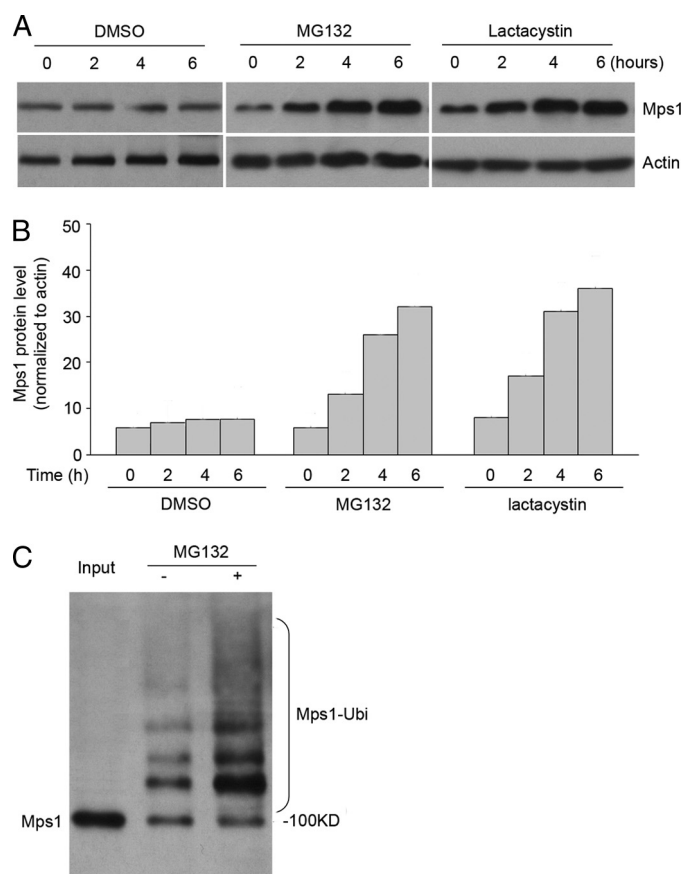 A
DMSO MG132 Lactacystin
0 2 4 6 0 2 4 6 0 2 4 6 (hours)
Mps1
Actin
B
Mps1 protein level
(normalized to actin)
50
40
30
20
10
0
Time (h) 0 2 4 6 0 2 4 6 0 2 4 6
DMSO MG132 lactacystin
C
MG132
Input - +
Mps1-Ubi
Mps1 -100KD